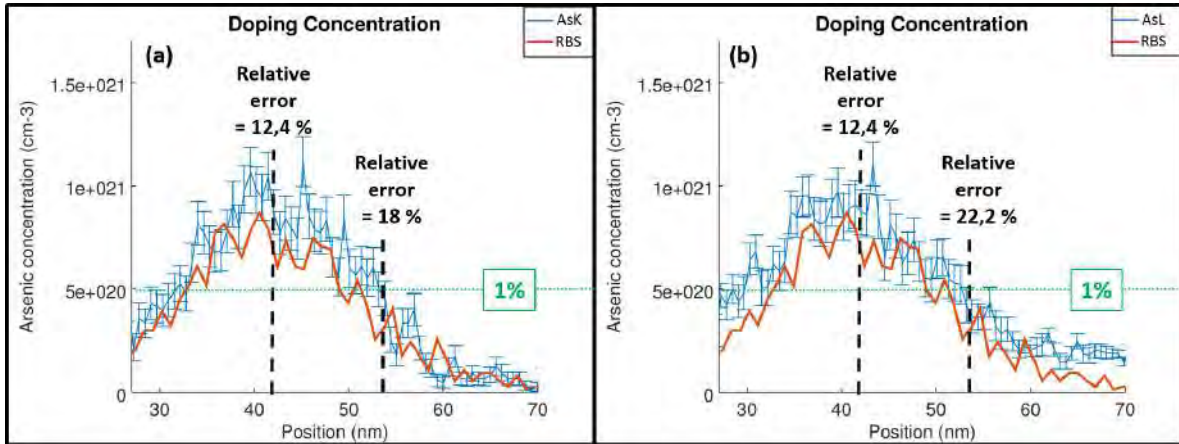 Doping Concentration
AsK
RBS
(a)
Relative
error
= 12,4 %
Relative
error
= 18 %
1%
1.5e+021
1e+021
5e+020
0
30
40
50
60
70
Arsenic concentration (cm-3)
Position (nm)
Doping Concentration
AsL
RBS
(b)
Relative
error
= 12,4 %
Relative
error
= 22,2 %
1%
1.5e+021
1e+021
5e+020
0
30
40
50
60
70
Arsenic concentration (cm-3)
Position (nm)